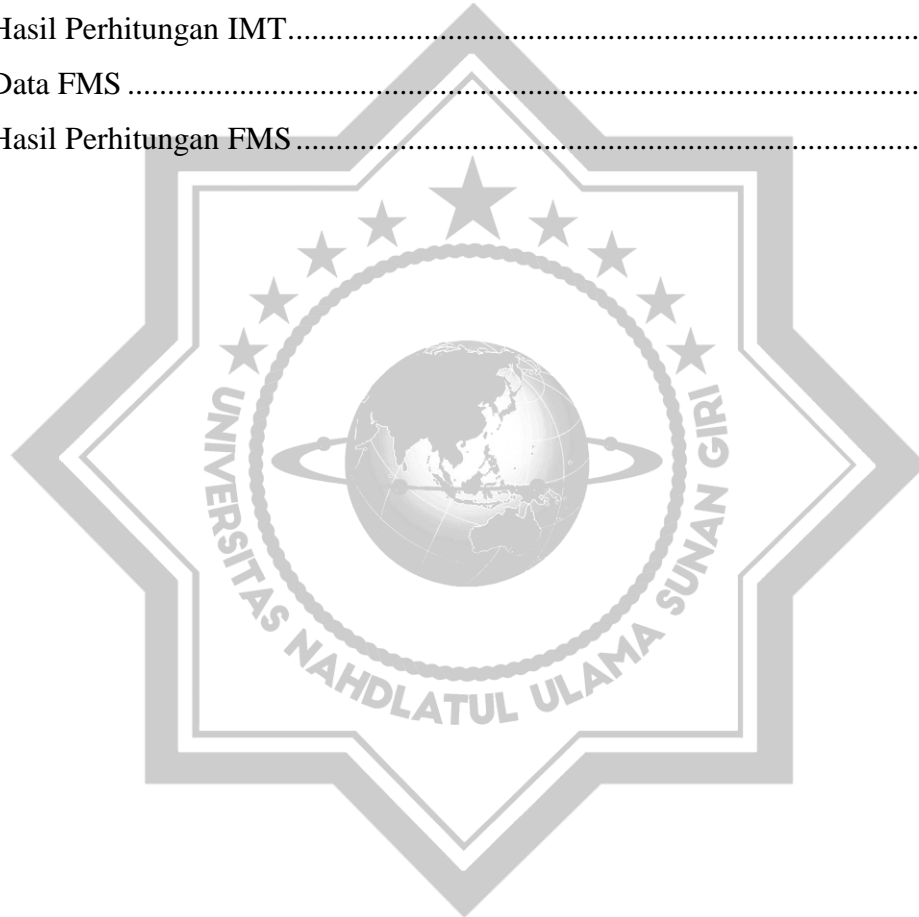 Hasil Perhitungan IMT................................................................................
Data FMS ....................................................................................................
Hasil Perhitungan FMS ...............................................................................
UNIVERSITAS NAHDLATUL ULAMA SUNAN GIRI